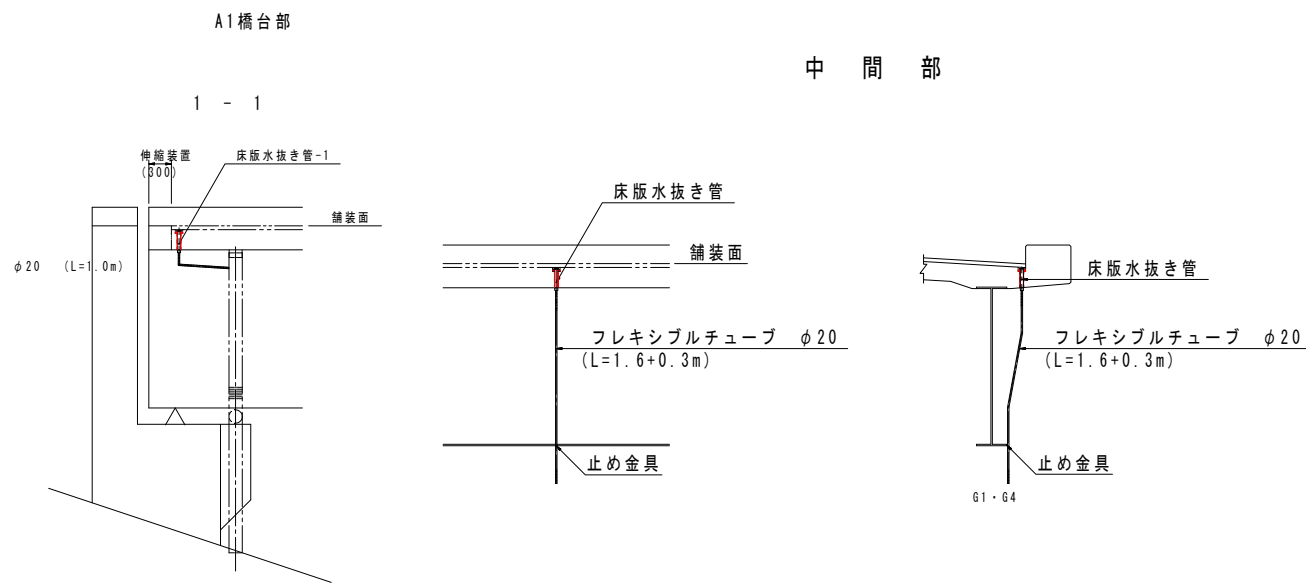 A1橋台部
中間部
1 - 1
伸縮装置
(300)
床版水抜き管-1
舗装面
φ20 (L=1.0m)
床版水抜き管
舗装面
フレキシブルチューブ φ20
(L=1.6+0.3m)
止め金具
床版水抜き管
フレキシブルチューブ φ20
(L=1.6+0.3m)
止め金具
G1・G4